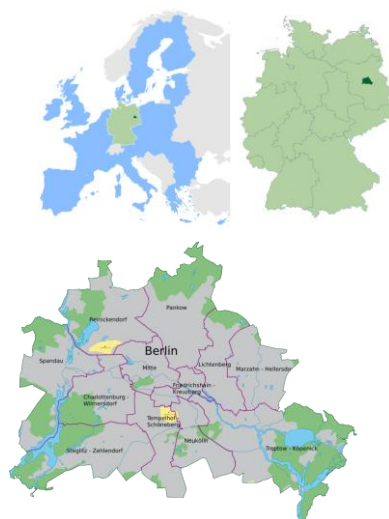 Pankow
Reinickendorf
Berlin
Spandau
Mitte
Lichtenberg
Marzahn - Hellersdorf
Friedrichshain -
Kreuzberg
Charlottenburg -
Wilmersdorf
Tempelhof -
Schöneberg
Neukölln
Treptow - Köpenick
Steglitz - Zehlendorf